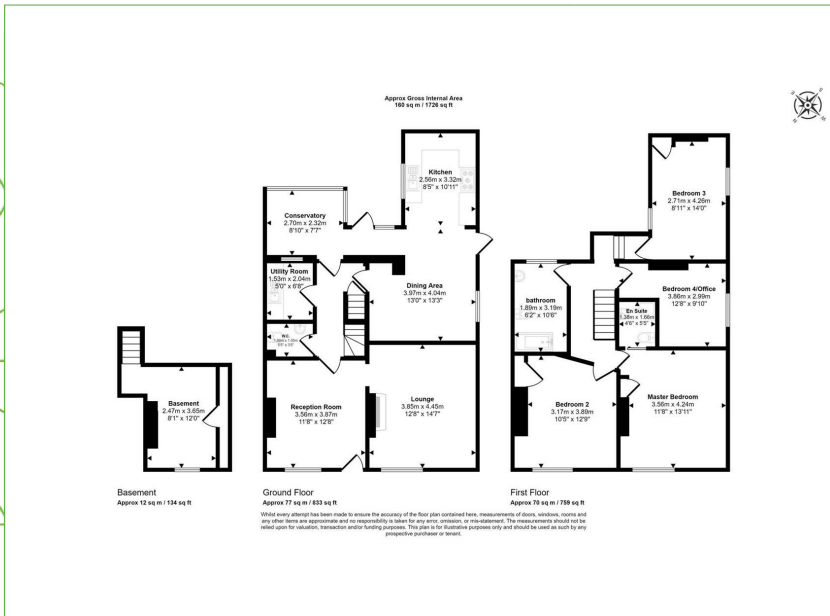 Approx Gross Internal Area
160 sq m / 1726 sq ft
Kitchen
2.56m x 3.32m
8'5" x 10'11"
Conservatory
2.70m x 2.32m
8'10" x 7'7"
Utility Room
1.53m x 2.04m
5'0" x 6'8"
Dining Area
3.97m x 4.04m
13'0" x 13'3"
W.C.
Reception Room
3.56m x 3.87m
11'8" x 12'8"
Lounge
3.85m x 4.45m
12'8" x 14'7"
Basement
2.47m x 3.65m
8'1" x 12'0"
Bedroom 3
2.71m x 4.26m
8'11" x 14'0"
Bedroom 4/Office
3.86m x 2.99m
12'8" x 9'10"
bathroom
1.89m x 3.19m
6'2" x 10'6"
En Suite
1.38m x 1.66m
4'6" x 5'5"
Bedroom 2
3.17m x 3.89m
10'5" x 12'9"
Master Bedroom
3.56m x 4.24m
11'8" x 13'11"
Basement
Approx 12 sq m / 134 sq ft
Ground Floor
Approx 77 sq m / 833 sq ft
First Floor
Approx 70 sq m / 759 sq ft
Whilst every attempt has been made to ensure the accuracy of the floor plan contained here, measurements of doors, windows, rooms and
any other items are approximate and no responsibility is taken for any error, omission, or mis-statement. The measurements should not be
relied upon for valuation, transaction and/or funding purposes. This plan is for illustrative purposes only and should be used as such by any
prospective purchaser or tenant.